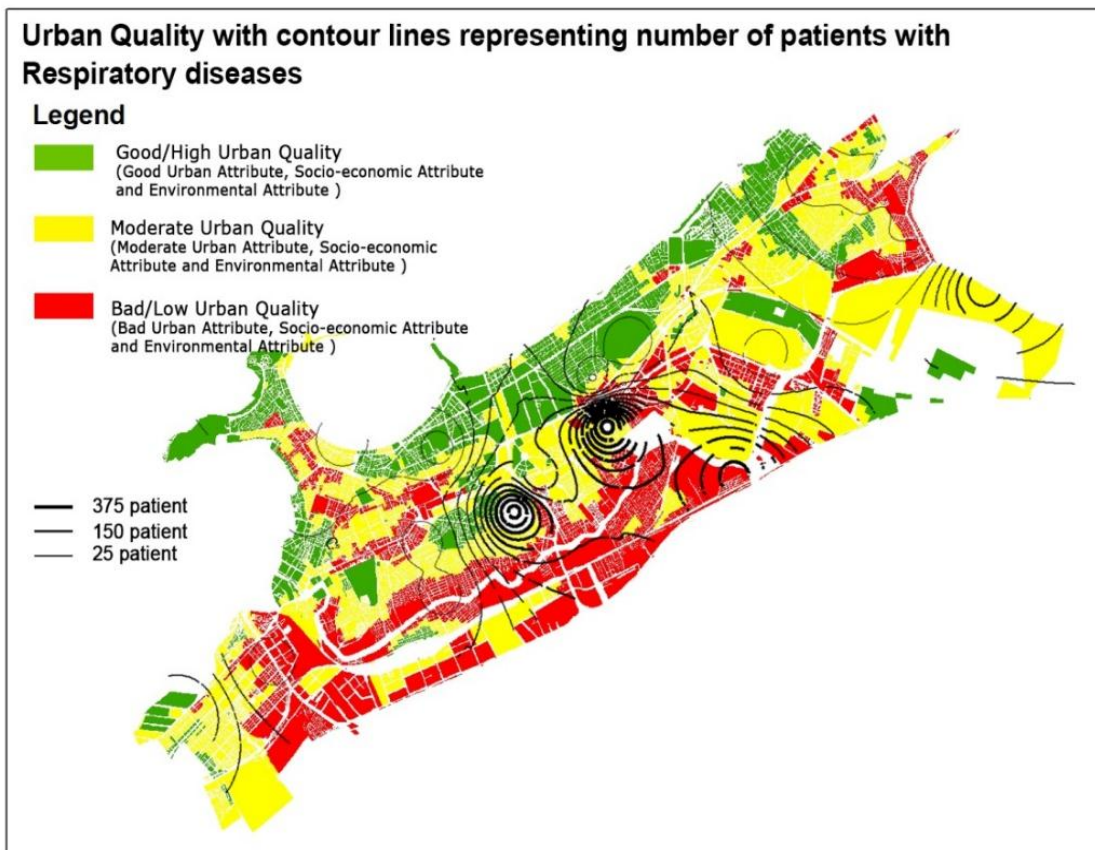 Urban Quality with contour lines representing number of patients with
Respiratory diseases
Legend
Good/High Urban Quality
(Good Urban Attribute, Socio-economic Attribute
and Environmental Attribute )
Moderate Urban Quality
(Moderate Urban Attribute, Socio-economic
Attribute and Environmental Attribute )
Bad/Low Urban Quality
(Bad Urban Attribute, Socio-economic Attribute
and Environmental Attribute )
375 patient
150 patient
25 patient